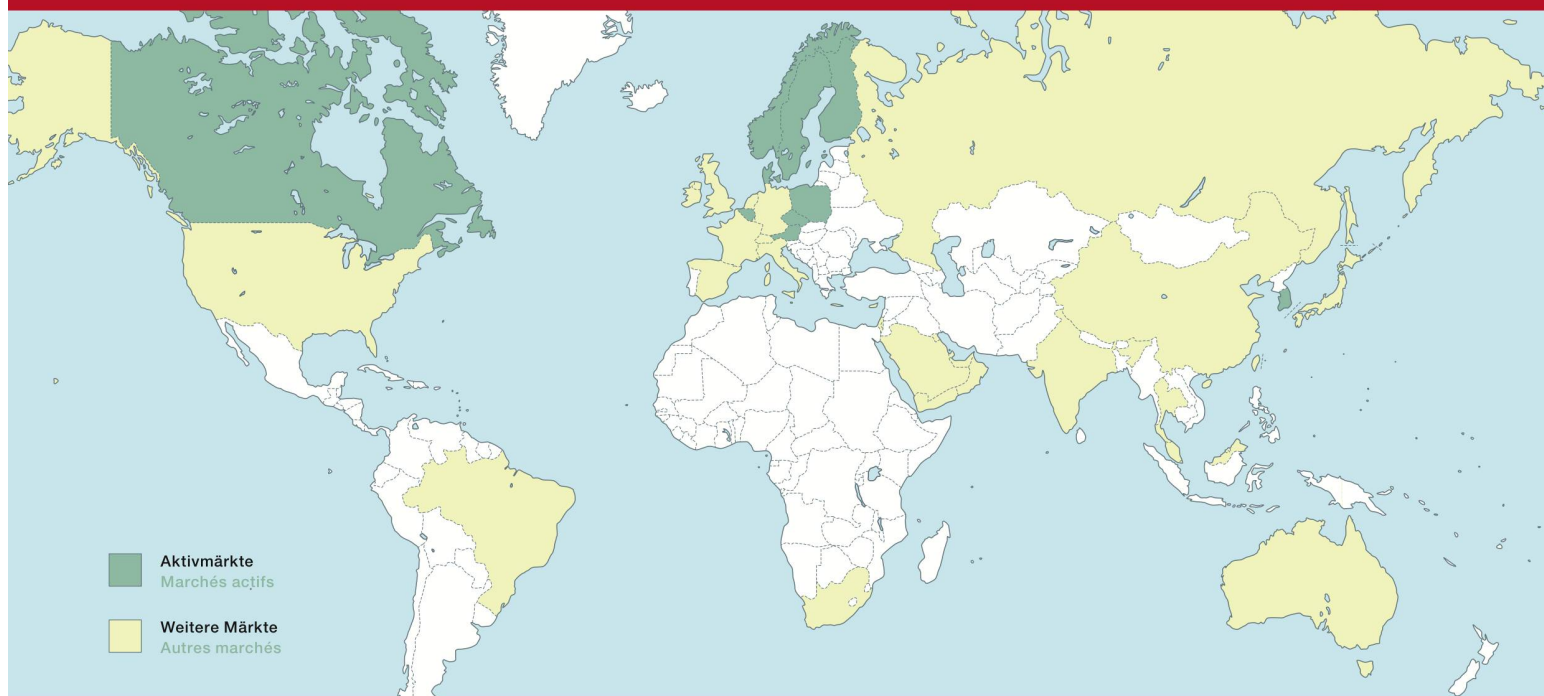 Aktivmärkte
Marchés actifs
Weitere Märkte
Autres marchés